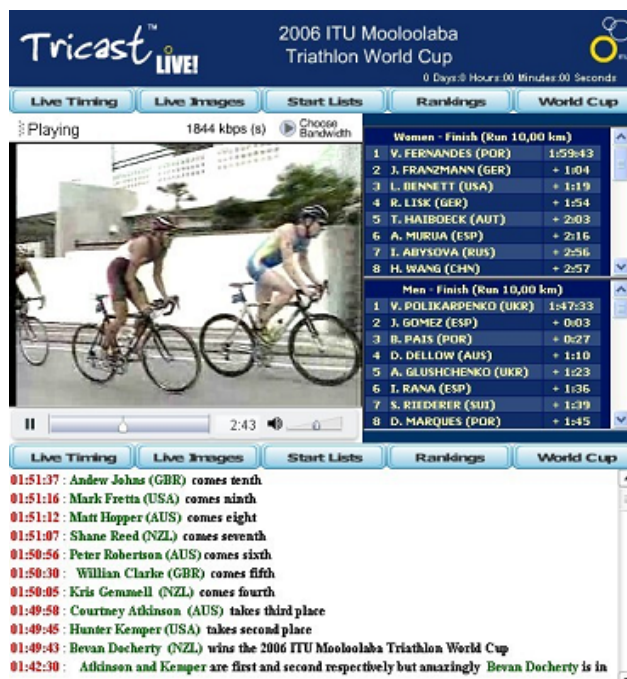 Tricast™ LIVE!
2006 ITU Mooloolaba
Triathlon World Cup
0 Days:0 Hours:00 Minutes:00 Seconds
Live Timing Live Images Start Lists Rankings World Cup
Playing 1844 kbps (s) Choose Bandwidth
Women - Finish (Run 10,00 km)
1 V. FERNANDES (POR) 1:59:43
2 J. FRANZMANN (GER) + 1:04
3 L. BENNETT (USA) + 1:19
4 R. LISK (GER) + 1:54
5 T. HAIBOECK (AUT) + 2:03
6 A. MURUA (ESP) + 2:16
7 I. ABYSOVA (RUS) + 2:56
8 H. WANG (CHN) + 2:57
Men - Finish (Run 10,00 km)
1 V. POLIKARPENKO (UKR) 1:47:33
2 J. GOMEZ (ESP) + 0:03
3 B. PAIS (POR) + 0:27
4 D. DELLOW (AUS) + 1:10
5 A. GLUSHCHENKO (UKR) + 1:23
6 I. RANA (ESP) + 1:36
7 S. RIEDERER (SUI) + 1:39
8 D. MARQUES (POR) + 1:45
2:43
Live Timing Live Images Start Lists Rankings World Cup
01:51:37 : Andew Johns (GBR) comes tenth
01:51:16 : Mark Fretta (USA) comes ninth
01:51:12 : Matt Hopper (AUS) comes eight
01:51:07 : Shane Reed (NZL) comes seventh
01:50:56 : Peter Robertson (AUS) comes sixth
01:50:30 : Willian Clarke (GBR) comes fifth
01:50:05 : Kris Gemmell (NZL) comes fourth
01:49:58 : Courtney Atkinson (AUS) takes third place
01:49:45 : Hunter Kemper (USA) takes second place
01:49:43 : Bevan Docherty (NZL) wins the 2006 ITU Mooloolaba Triathlon World Cup
01:42:30 : Atkinson and Kemper are first and second respectively but amazingly Bevan Docherty is in